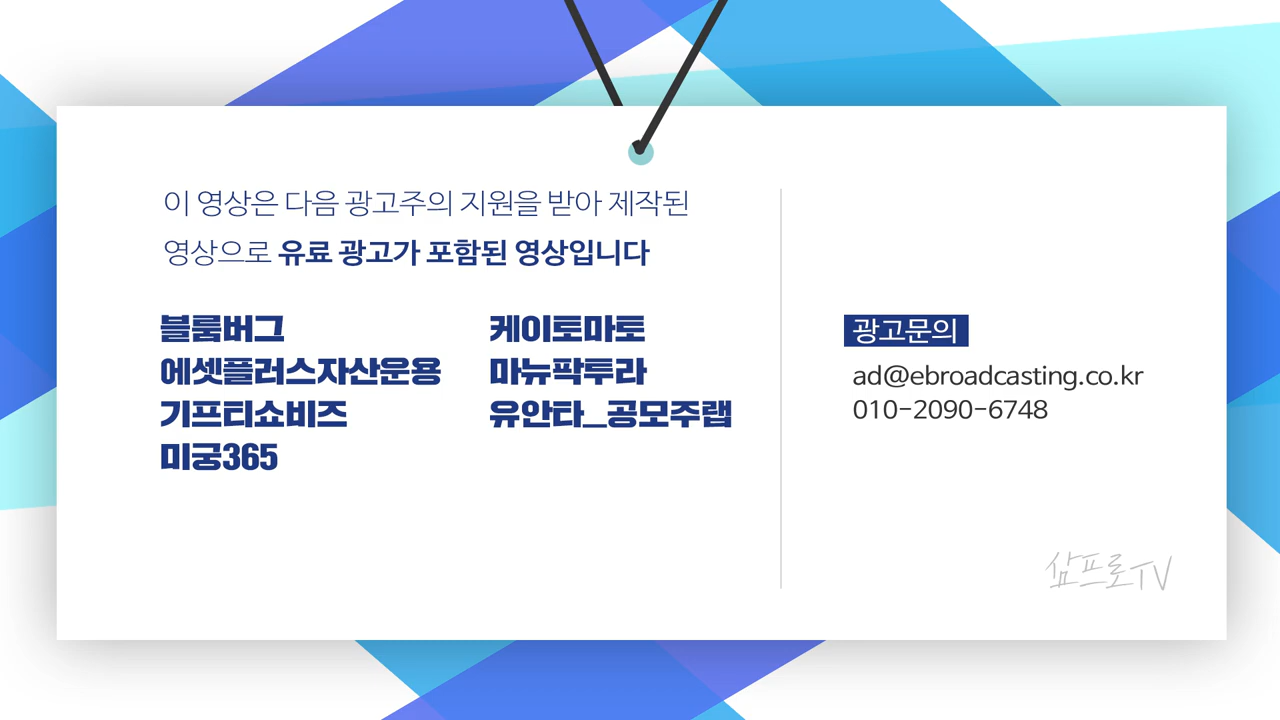 이 영상은 다음 광고주의 지원을 받아 제작된
영상으로 유료 광고가 포함된 영상입니다
블룸버그
에셋플러스자산운용
기프티쇼비즈
미궁365
케이토마토
마뉴팍투라
유안타_공모주랩
광고문의
ad@ebroadcasting.co.kr
010-2090-6748
삼프로TV